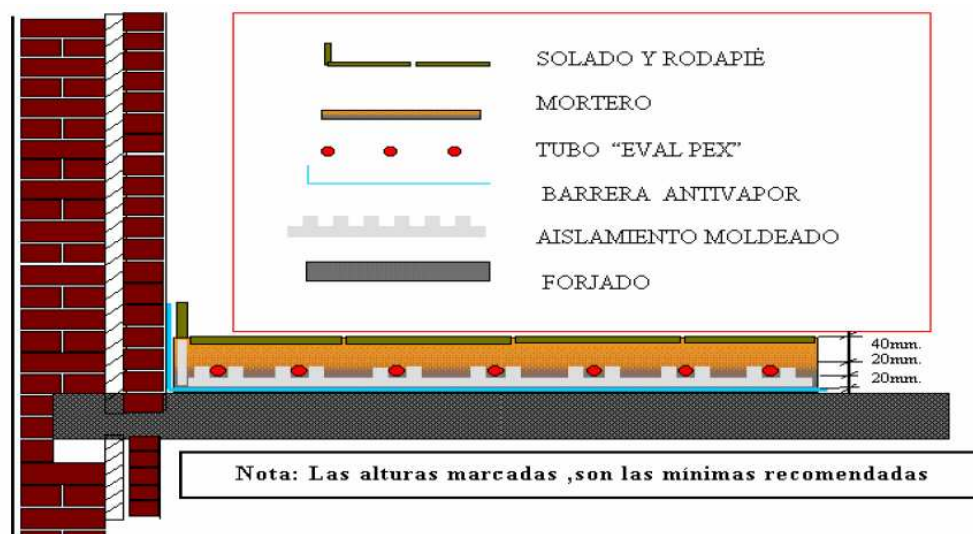 SOLADO Y RODAPIÉ
MORTERO
TUBO “EVAL PEX”
BARRERA ANTIVAPOR
AISLAMIENTO MOLDEADO
FORJADO
40mm.
20mm.
20mm.
Nota: Las alturas marcadas ,son las mínimas recomendadas